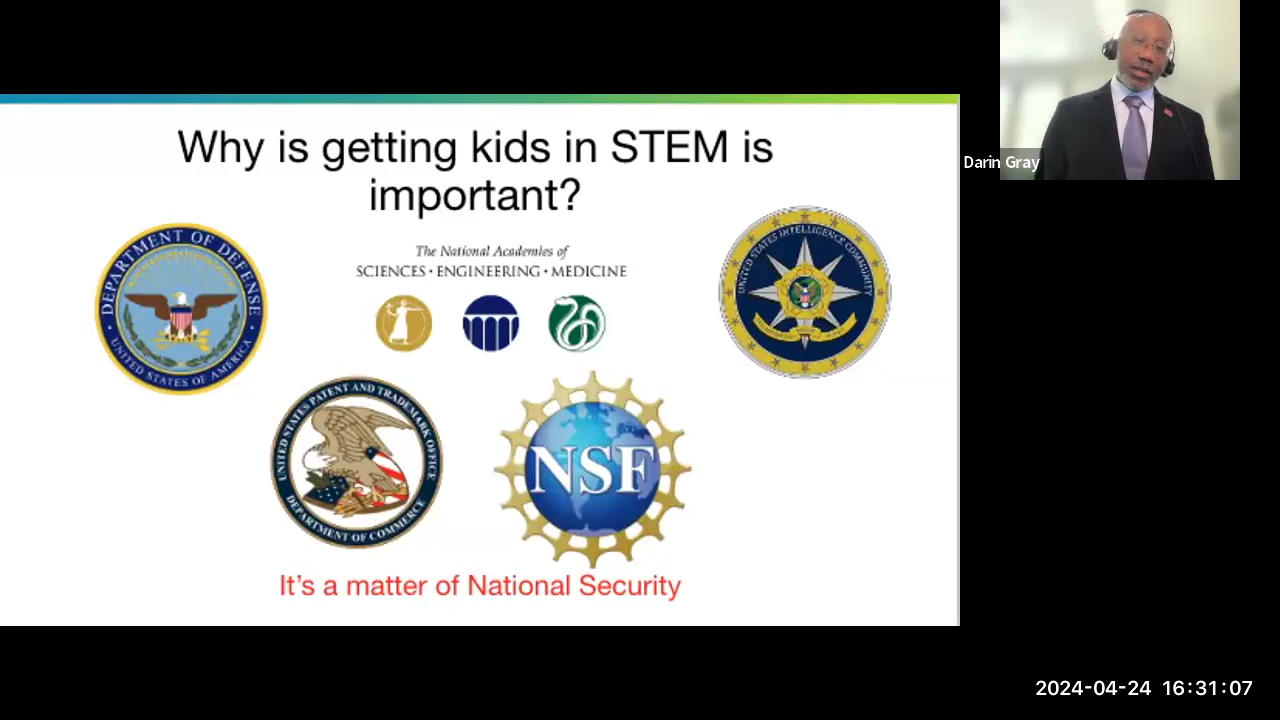 Why is getting kids in STEM is
important?
DEPARTMENT OF DEFENSE
UNITED STATES OF AMERICA
The National Academies of
SCIENCES • ENGINEERING • MEDICINE
UNITED STATES INTELLIGENCE COMMUNITY
UNITED STATES PATENT AND TRADEMARK OFFICE
DEPARTMENT OF COMMERCE
NSF
It's a matter of National Security
Darin Gray
2024-04-24 16:31:07